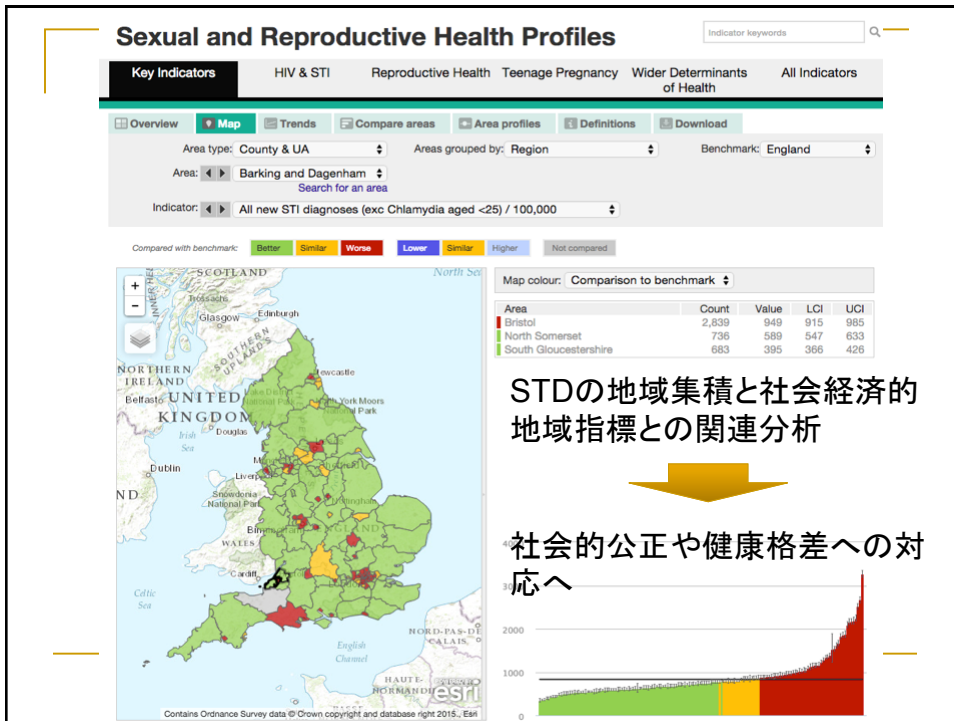 Sexual and Reproductive Health Profiles
Indicator keywords
Key Indicators
HIV & STI
Reproductive Health
Teenage Pregnancy
Wider Determinants
of Health
All Indicators
Overview
Map
Trends
Compare areas
Area profiles
Definitions
Download
Area type: County & UA
Areas grouped by: Region
Benchmark: England
Area: Barking and Dagenham
Search for an area
Indicator: All new STI diagnoses (exc Chlamydia aged <25) / 100,000
Compared with benchmark: Better Similar Worse Lower Similar Higher Not compared
Map colour: Comparison to benchmark
Area Count Value LCI UCI
Bristol 2,839 949 915 985
North Somerset 736 589 547 633
South Gloucestershire 683 395 366 426
+
−
SCOTLAND
North Sea
Glasgow
Edinburgh
SOUTHERN
UPLANDS
NORTHERN
IRELAND
Belfast
UNITED
KINGDOM
Irish
Sea
Douglas
Dublin
Snowdonia
National Park
WALES
Cardiff
Celtic
Sea
English
Channel
NORD-PAS-DE
CALAIS,
HAUTE-
esri
Contains Ordnance Survey data © Crown copyright and database right 2015., Esri
STDの地域集積と社会経済的
地域指標との関連分析
社会的公正や健康格差への対
応へ
2000
1000
0